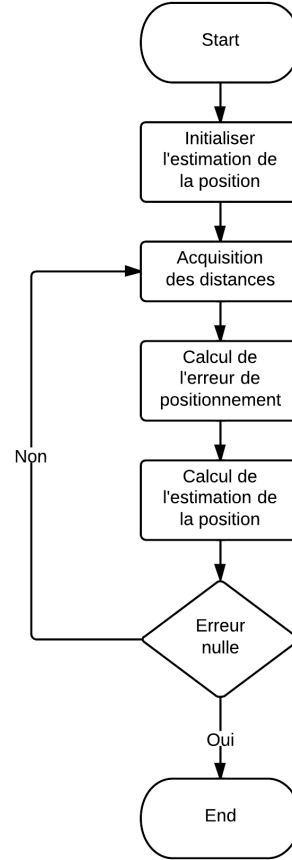 Start
Initialiser
l'estimation de
la position
Acquisition
des distances
Calcul de
l'erreur de
positionnement
Non
Calcul de
l'estimation de
la position
Erreur
nulle
Oui
End